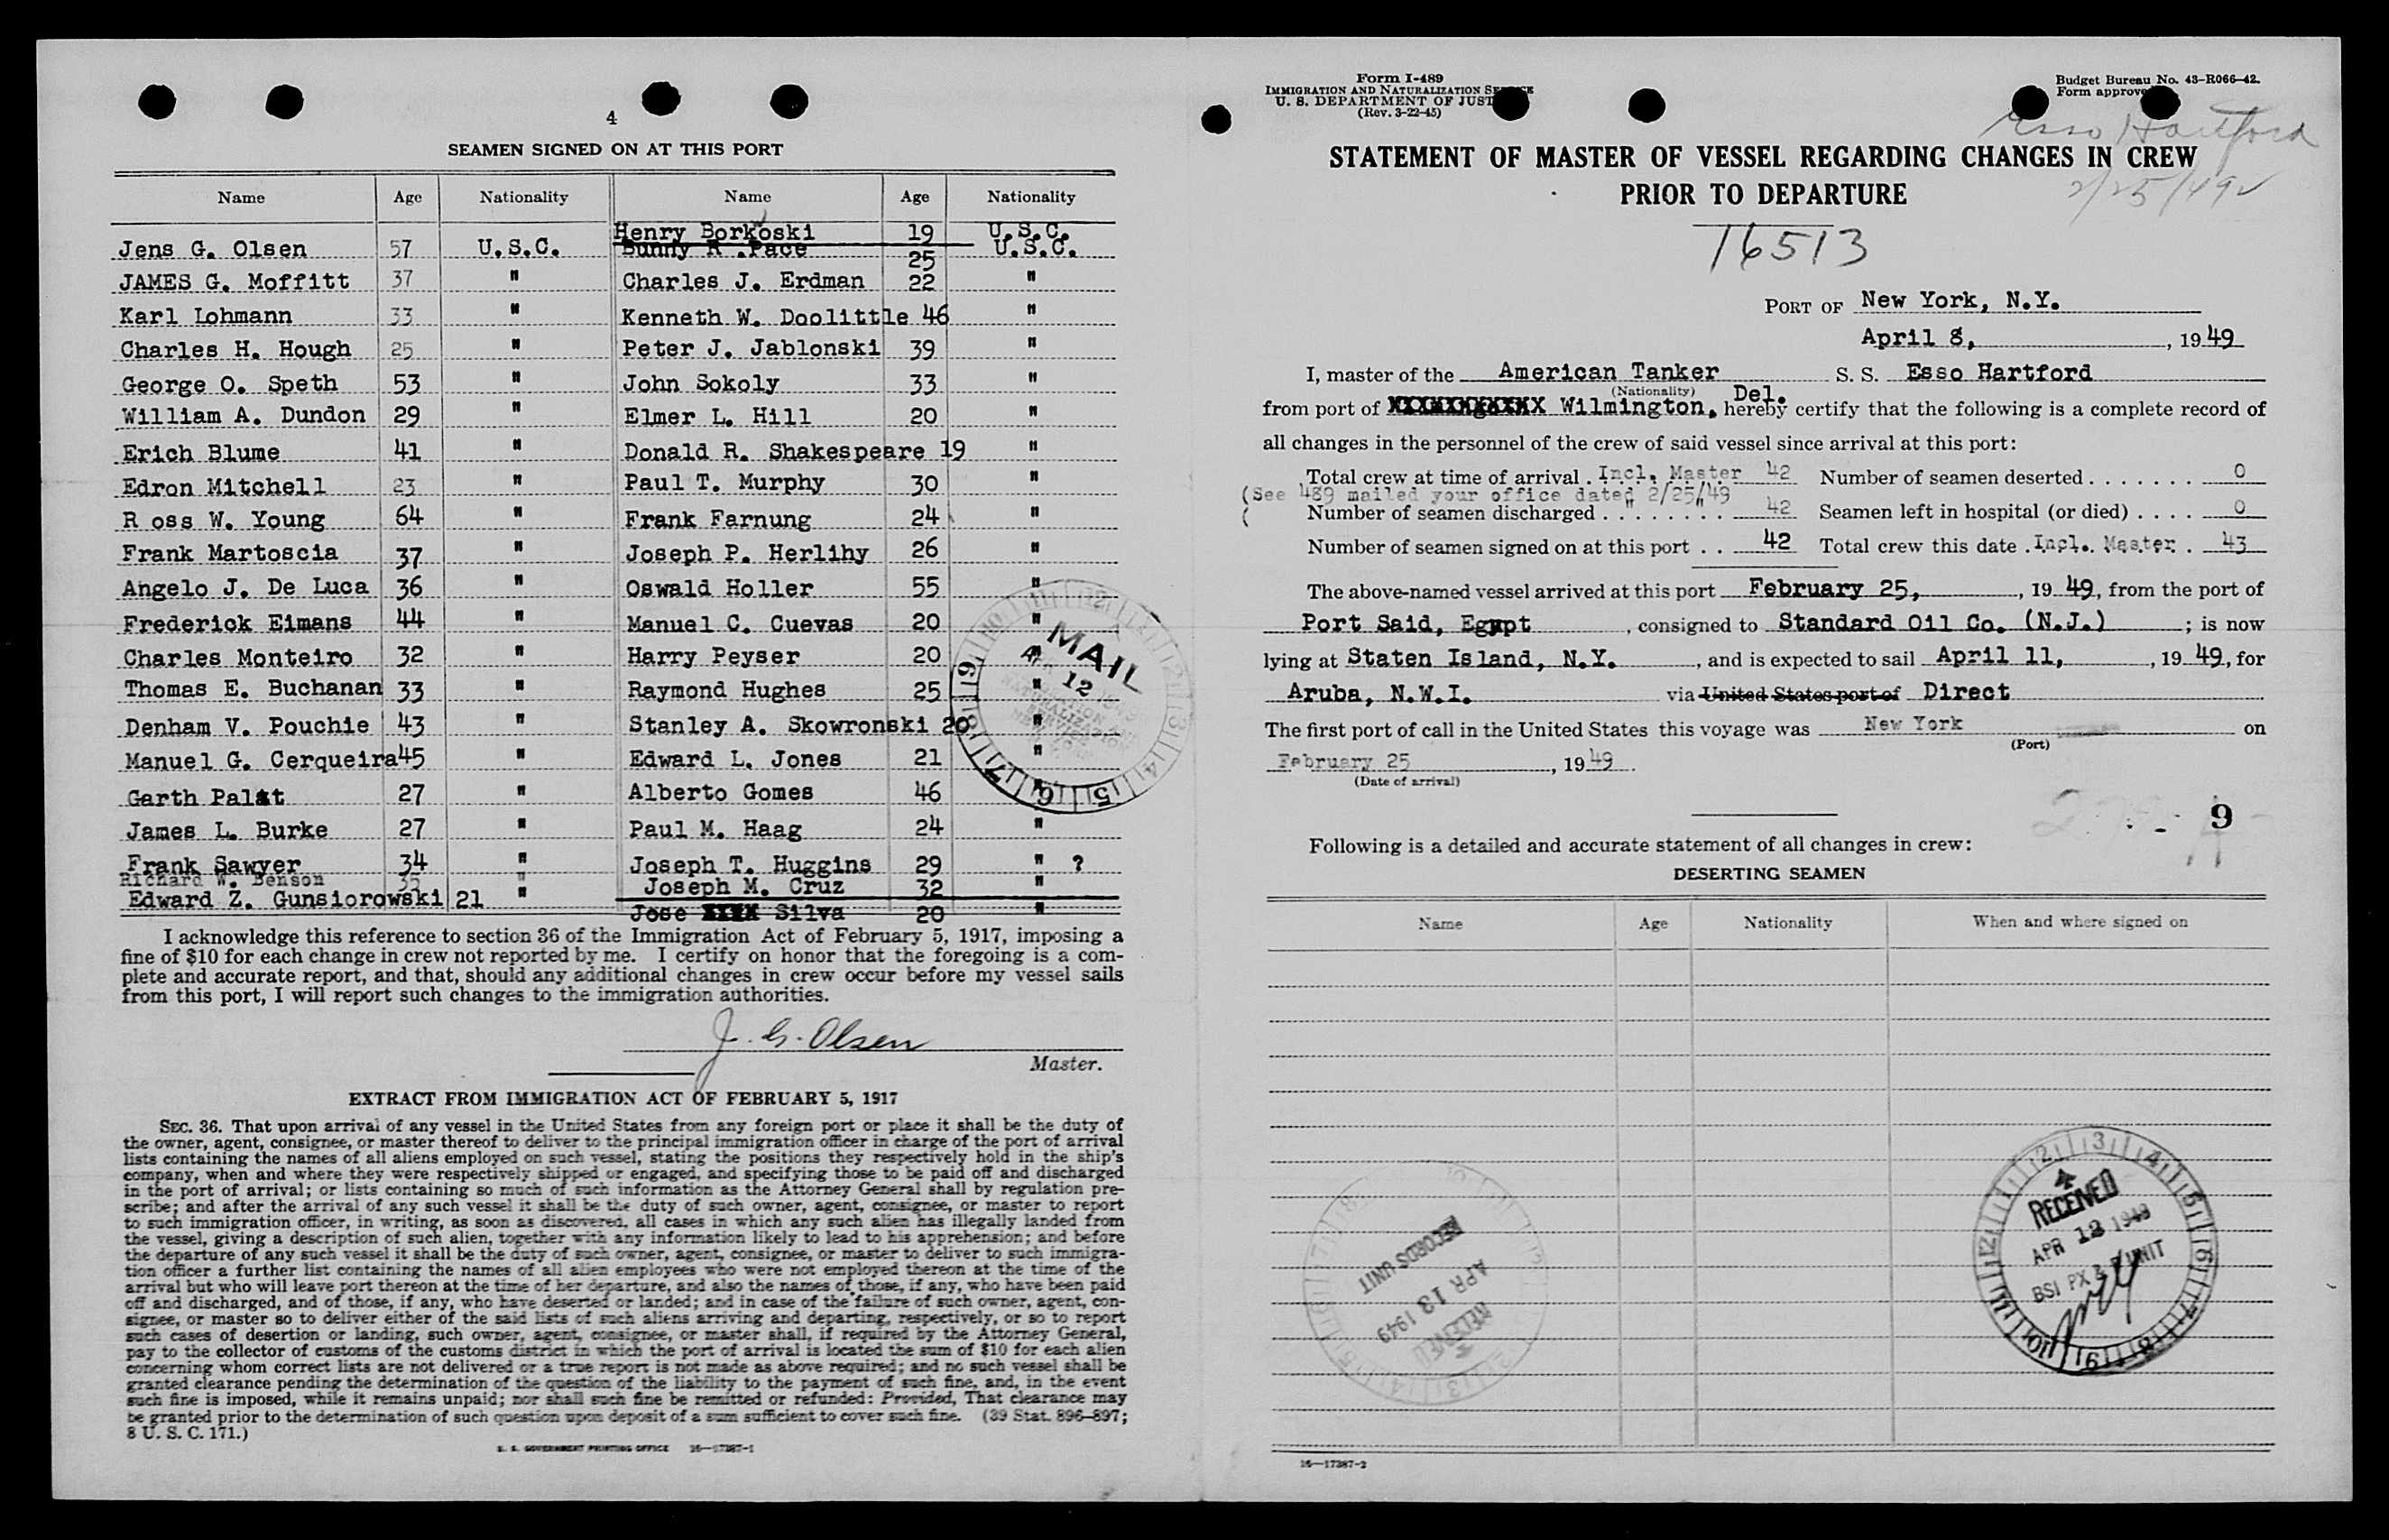 4
SEAMEN SIGNED ON AT THIS PORT
Name Age Nationality Name Age Nationality
Henry Borkoski 19 U.S.C.
Jens G. Olsen 57 U.S.C. Bunny R .Pace 25 U.S.C.
JAMES G. Moffitt 37 " Charles J. Erdman 22 "
Karl Lohmann 33 " Kenneth W. Doolittle 46 "
Charles H. Hough 25 " Peter J. Jablonski 39 "
George O. Speth 53 " John Sokoly 33 "
William A. Dundon 29 " Elmer L. Hill 20 "
Erich Blume 41 " Donald R. Shakespeare 19 "
Edron Mitchell 23 " Paul T. Murphy 30 "
R oss W. Young 64 " Frank Farnung 24 "
Frank Martoscia 37 " Joseph P. Herlihy 26 "
Angelo J. De Luca 36 " Oswald Holler 55 "
Frederick Eimans 44 " Manuel C. Cuevas 20 "
Charles Monteiro 32 " Harry Peyser 20 "
Thomas E. Buchanan 33 " Raymond Hughes 25 "
Denham V. Pouchie 43 " Stanley A. Skowronski 20 "
Manuel G. Cerqueira 45 " Edward L. Jones 21 "
Garth Palat 27 " Alberto Gomes 46 "
James L. Burke 27 " Paul M. Haag 24 "
Frank Sawyer 34 " Joseph T. Huggins 29 " ?
Richard W. Benson 35 " Joseph M. Cruz 32 "
Edward Z. Gunsiorowski 21 " Jose Silva 20 "
MAIL
APR 12 1949
I acknowledge this reference to section 36 of the Immigration Act of February 5, 1917, imposing a
fine of $10 for each change in crew not reported by me. I certify on honor that the foregoing is a com-
plete and accurate report, and that, should any additional changes in crew occur before my vessel sails
from this port, I will report such changes to the immigration authorities.
J. G. Olsen
Master.
EXTRACT FROM IMMIGRATION ACT OF FEBRUARY 5, 1917
SEC. 36. That upon arrival of any vessel in the United States from any foreign port or place it shall be the duty of
the owner, agent, consignee, or master thereof to deliver to the principal immigration officer in charge of the port of arrival
lists containing the names of all aliens employed on such vessel, stating the positions they respectively hold in the ship's
company, when and where they were respectively shipped or engaged, and specifying those to be paid off and discharged
in the port of arrival; or lists containing so much of such information as the Attorney General shall by regulation pre-
scribe; and after the arrival of any such vessel it shall be the duty of such owner, agent, consignee, or master to report
to such immigration officer, in writing, as soon as discovered, all cases in which any such alien has illegally landed from
the vessel, giving a description of such alien, together with any information likely to lead to his apprehension; and before
the departure of any such vessel it shall be the duty of such owner, agent, consignee, or master to deliver to such immigra-
tion officer a further list containing the names of all alien employees who were not employed thereon at the time of the
arrival but who will leave port thereon at the time of her departure, and also the names of those, if any, who have been paid
off and discharged, and of those, if any, who have deserted or landed; and in case of the failure of such owner, agent, con-
signee, or master so to deliver either of the said lists of such aliens arriving and departing, respectively, or so to report
such cases of desertion or landing, such owner, agent, consignee, or master shall, if required by the Attorney General,
pay to the collector of customs of the customs district in which the port of arrival is located the sum of $10 for each alien
concerning whom correct lists are not delivered or a true report is not made as above required; and no such vessel shall be
granted clearance pending the determination of the question of the liability to the payment of such fine, and, in the event
such fine is imposed, while it remains unpaid; nor shall such fine be remitted or refunded: Provided, That clearance may
be granted prior to the determination of such question upon deposit of a sum sufficient to cover such fine. (39 Stat. 896-897;
8 U. S. C. 171.)
U. S. GOVERNMENT PRINTING OFFICE 16—17387-1
Form I-489
IMMIGRATION AND NATURALIZATION SERVICE
U. S. DEPARTMENT OF JUST
(Rev. 3-22-45)
Budget Bureau No. 43-R066-42.
Form approve
Esso Hartford
2/25/49
STATEMENT OF MASTER OF VESSEL REGARDING CHANGES IN CREW
PRIOR TO DEPARTURE
16513
PORT OF New York, N.Y.
April 8, , 1949
I, master of the American Tanker S. S. Esso Hartford
(Nationality)
from port of Wilmington, Del. hereby certify that the following is a complete record of
all changes in the personnel of the crew of said vessel since arrival at this port:
Total crew at time of arrival . Incl. Master 42 Number of seamen deserted . . . . . . . 0
(See 489 mailed your office dated 2/25/49
( Number of seamen discharged . . . . . . . . 42 Seamen left in hospital (or died) . . . . 0
Number of seamen signed on at this port . . 42 Total crew this date . Incl. Master . 43
The above-named vessel arrived at this port February 25, , 19 49, from the port of
Port Said, Egypt , consigned to Standard Oil Co. (N.J.) ; is now
lying at Staten Island, N.Y. , and is expected to sail April 11, , 19 49, for
Aruba, N.W.I. via United States port of Direct
The first port of call in the United States this voyage was New York on
(Port)
February 25 , 1949.
(Date of arrival)
9
Following is a detailed and accurate statement of all changes in crew:
DESERTING SEAMEN
Name Age Nationality When and where signed on
RECEIVED
APR 12 1949
BSI PX & UNIT
RECORDS UNIT
APR 13 1949
RECEIVED
16—17387-2